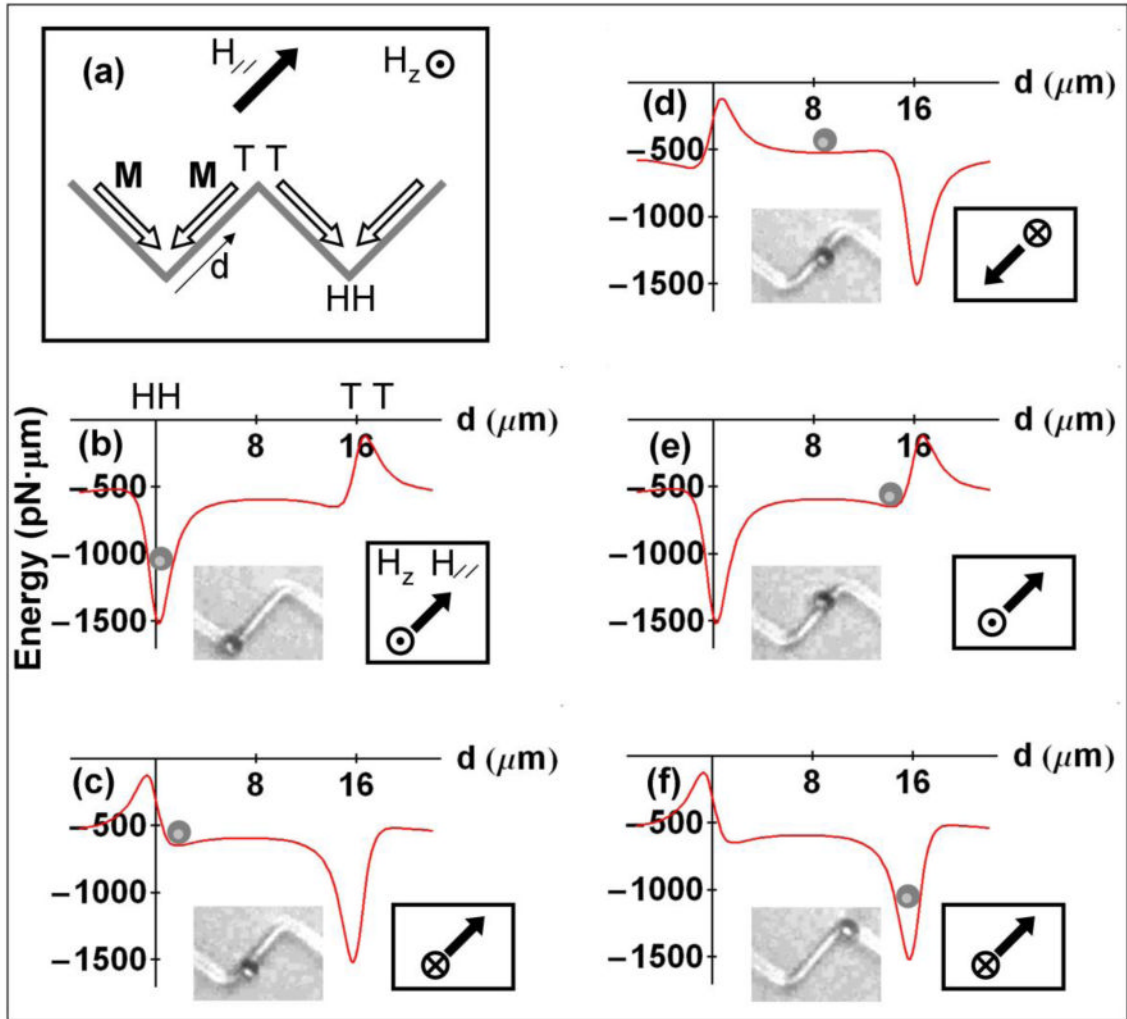 (a)
H//
Hz
M
M
T T
d
HH
Energy (pN·μm)
(b)
HH
T T
d (μm)
8
16
−500
−1000
−1500
Hz H//
(c)
d (μm)
8
16
−500
−1000
−1500
(d)
d (μm)
8
16
−500
−1000
−1500
(e)
d (μm)
8
16
−500
−1000
−1500
(f)
d (μm)
8
16
−500
−1000
−1500